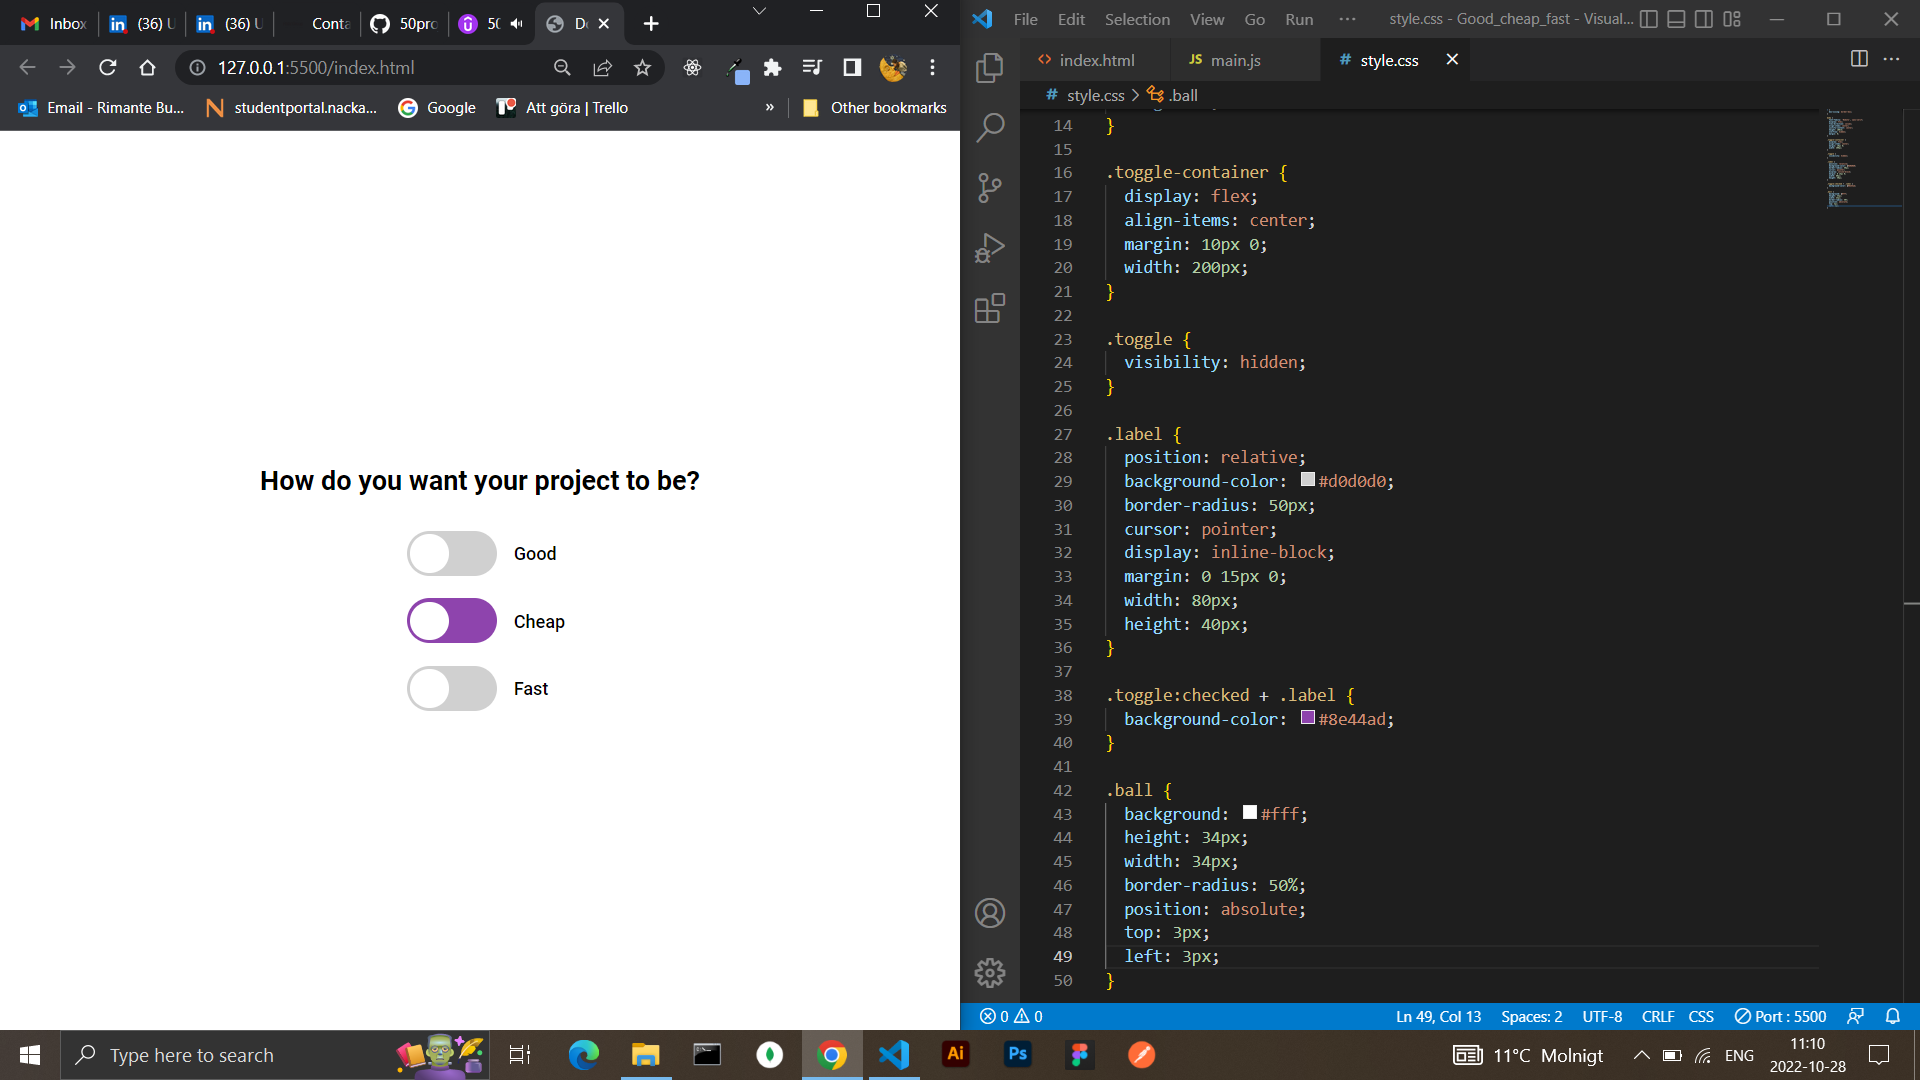 Inbox
(36) U
(36) U
Conta
50pro
50
D
127.0.0.1:5500/index.html
Email - Rimante Bu...
studentportal.nacka...
Google
Att göra | Trello
»
Other bookmarks
How do you want your project to be?
Good
Cheap
Fast
File Edit Selection View Go Run ··· style.css - Good_cheap_fast - Visual...
<> index.html
JS main.js
# style.css
# style.css > .ball
14 }
15
16 .toggle-container {
17 display: flex;
18 align-items: center;
19 margin: 10px 0;
20 width: 200px;
21 }
22
23 .toggle {
24 visibility: hidden;
25 }
26
27 .label {
28 position: relative;
29 background-color: #d0d0d0;
30 border-radius: 50px;
31 cursor: pointer;
32 display: inline-block;
33 margin: 0 15px 0;
34 width: 80px;
35 height: 40px;
36 }
37
38 .toggle:checked + .label {
39 background-color: #8e44ad;
40 }
41
42 .ball {
43 background: #fff;
44 height: 34px;
45 width: 34px;
46 border-radius: 50%;
47 position: absolute;
48 top: 3px;
49 left: 3px;
50 }
0 0 Ln 49, Col 13 Spaces: 2 UTF-8 CRLF CSS Port : 5500
Type here to search
Ai
Ps
11°C Molnigt
ENG
11:10
2022-10-28